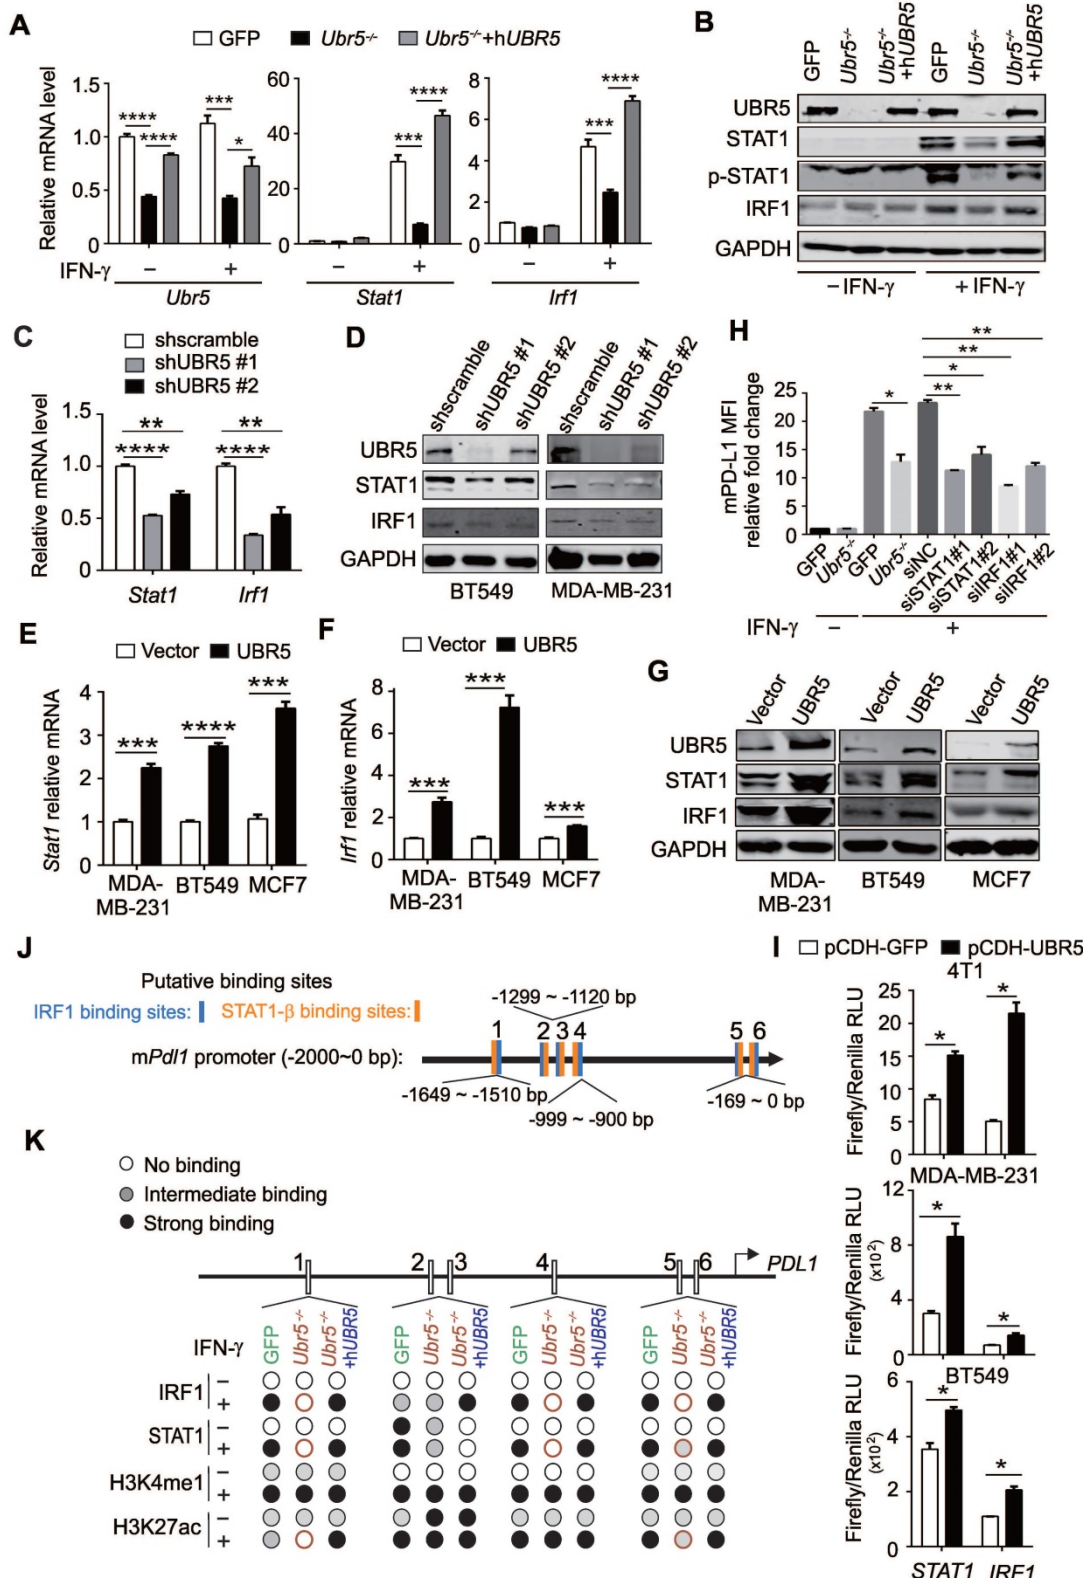 A
GFP Ubr5-/- Ubr5-/-+hUBR5
Relative mRNA level
1.5
1.0
0.5
0
**** **** *** *
60
40
20
0
*** ****
8
6
4
2
0
*** ****
IFN-γ − + − + − +
Ubr5 Stat1 Irf1
B
GFP Ubr5-/- Ubr5-/- +hUBR5 GFP Ubr5-/- Ubr5-/- +hUBR5
UBR5
STAT1
p-STAT1
IRF1
GAPDH
− IFN-γ + IFN-γ
C
shscramble
shUBR5 #1
shUBR5 #2
Relative mRNA level
1.5
1.0
0.5
0
** **
**** ****
Stat1 Irf1
D
shscramble shUBR5 #1 shUBR5 #2 shscramble shUBR5 #1 shUBR5 #2
UBR5
STAT1
IRF1
GAPDH
BT549 MDA-MB-231
H
**
**
*
* **
mPD-L1 MFI
relative fold change
25
20
15
10
5
0
GFP Ubr5-/- GFP Ubr5-/- siNC siSTAT1#1 siSTAT1#2 siIRF1#1 siIRF1#2
IFN-γ − +
E
Vector UBR5
Stat1 relative mRNA
4
3
2
1
0
*** **** ***
MDA-
MB-231 BT549 MCF7
F
Vector UBR5
Irf1 relative mRNA
8
6
4
2
0
*** *** ***
MDA-
MB-231 BT549 MCF7
G
Vector UBR5 Vector UBR5 Vector UBR5
UBR5
STAT1
IRF1
GAPDH
MDA-
MB-231 BT549 MCF7
J
Putative binding sites
IRF1 binding sites: STAT1-β binding sites:
-1299 ~ -1120 bp
1 2 3 4 5 6
mPdl1 promoter (-2000~0 bp):
-1649 ~ -1510 bp -169 ~ 0 bp
-999 ~ -900 bp
I
pCDH-GFP pCDH-UBR5
4T1
Firefly/Renilla RLU
25
20
15
10
5
0
* *
MDA-MB-231
Firefly/Renilla RLU
(x10²)
12
8
4
0
* *
BT549
Firefly/Renilla RLU
(x10²)
6
4
2
0
* *
STAT1 IRF1
K
No binding
Intermediate binding
Strong binding
1 2 3 4 5 6 PDL1
IFN-γ GFP Ubr5-/- Ubr5-/- +hUBR5 GFP Ubr5-/- Ubr5-/- +hUBR5 GFP Ubr5-/- Ubr5-/- +hUBR5 GFP Ubr5-/- Ubr5-/- +hUBR5
IRF1 − +
STAT1 − +
H3K4me1 − +
H3K27ac − +